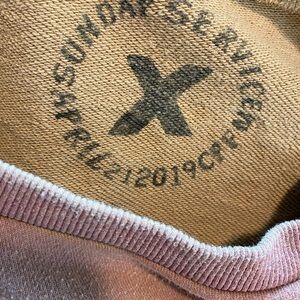 SUNDAY SERVICE
APRIL 21 2019 CPFM
X